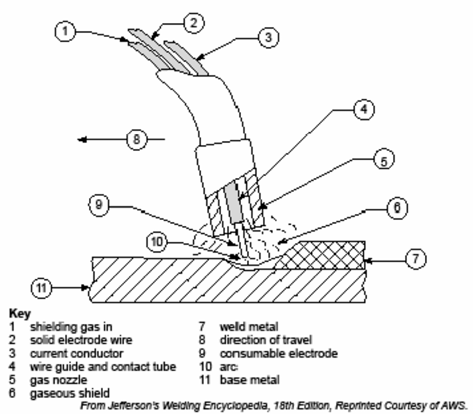 1
2
3
4
8
5
9
6
10
7
11
Key
1 shielding gas in
2 solid electrode wire
3 current conductor
4 wire guide and contact tube
5 gas nozzle
6 gaseous shield
7 weld metal
8 direction of travel
9 consumable electrode
10 arc
11 base metal
From Jefferson's Welding Encyclopedia, 18th Edition, Reprinted Courtesy of AWS.